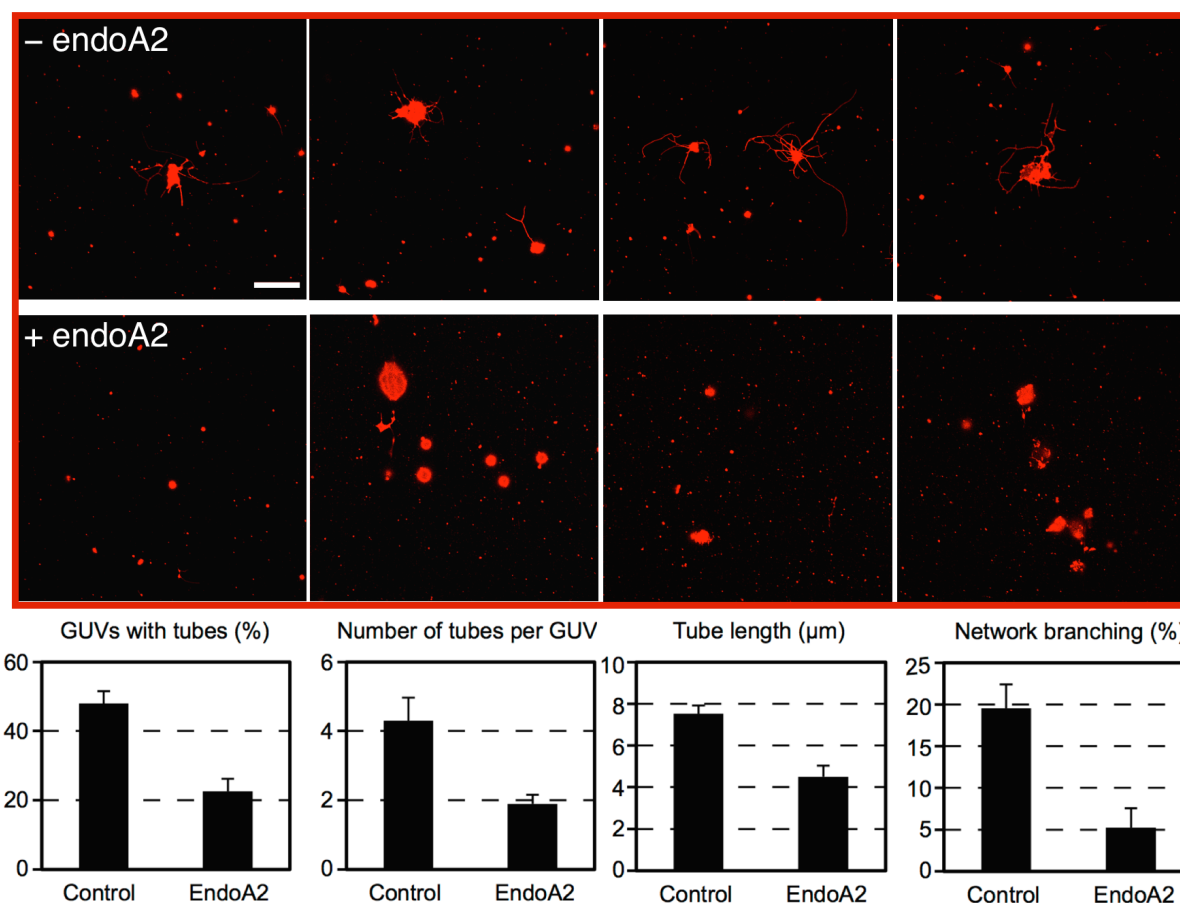 – endoA2
+ endoA2
GUVs with tubes (%)
60
40
20
0
Control EndoA2
Number of tubes per GUV
6
4
2
0
Control EndoA2
Tube length (μm)
10
8
6
4
2
0
Control EndoA2
Network branching (%)
25
20
15
10
5
0
Control EndoA2